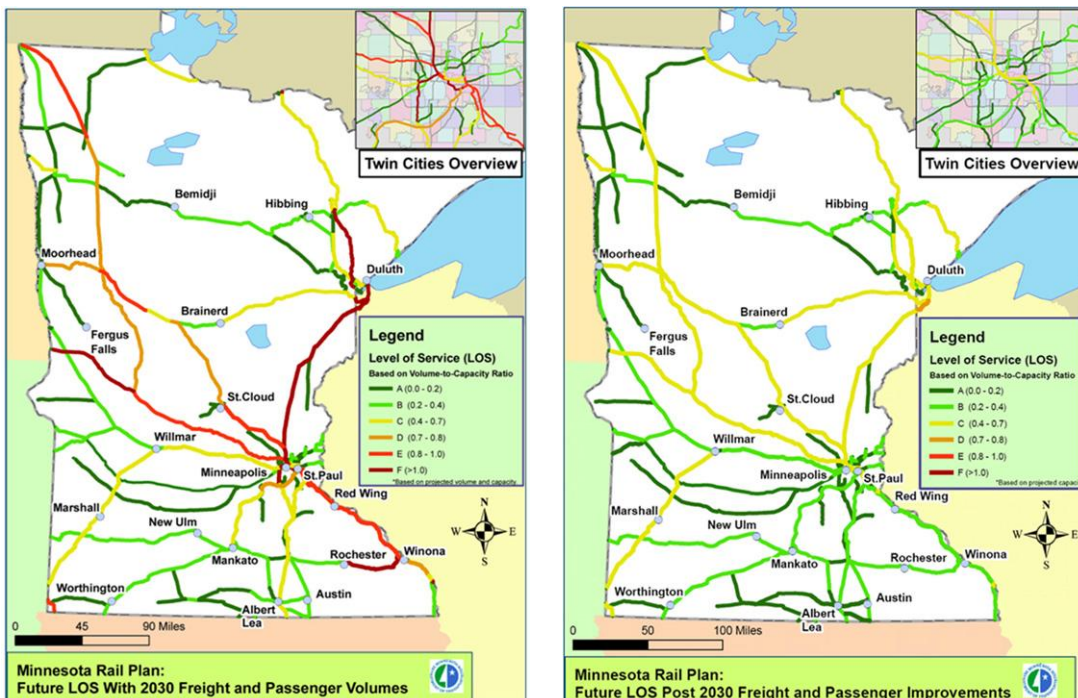 Twin Cities Overview
Bemidji
Hibbing
Moorhead
Duluth
Brainerd
Fergus
Falls
St.Cloud
Willmar
Minneapolis
St.Paul
Red Wing
Marshall
New Ulm
Mankato
Rochester
Winona
Worthington
Albert
Lea
Austin
Legend
Level of Service (LOS)
Based on Volume-to-Capacity Ratio
A (0.0 - 0.2)
B (0.2 - 0.4)
C (0.4 - 0.7)
D (0.7 - 0.8)
E (0.8 - 1.0)
F (>1.0)
*Based on projected volume and capacity.
N
W E
S
0 45 90 Miles
Minnesota Rail Plan:
Future LOS With 2030 Freight and Passenger Volumes
Twin Cities Overview
Bemidji
Hibbing
Moorhead
Duluth
Brainerd
Fergus
Falls
St.Cloud
Willmar
Minneapolis
St.Paul
Red Wing
Marshall
New Ulm
Mankato
Rochester
Winona
Worthington
Albert
Lea
Austin
Legend
Level of Service (LOS)
Based on Volume-to-Capacity Ratio
A (0.0 - 0.2)
B (0.2 - 0.4)
C (0.4 - 0.7)
D (0.7 - 0.8)
E (0.8 - 1.0)
F (>1.0)
*Based on projected capac
N
W E
S
0 50 100 Miles
Minnesota Rail Plan:
Future LOS Post 2030 Freight and Passenger Improvements